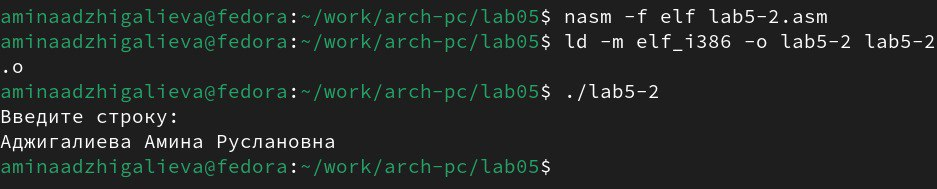 aminaadzhigalieva@fedora:~/work/arch-pc/lab05$ nasm -f elf lab5-2.asm
aminaadzhigalieva@fedora:~/work/arch-pc/lab05$ ld -m elf_i386 -o lab5-2 lab5-2
.o
aminaadzhigalieva@fedora:~/work/arch-pc/lab05$ ./lab5-2
Введите строку:
Аджигалиева Амина Руслановна
aminaadzhigalieva@fedora:~/work/arch-pc/lab05$